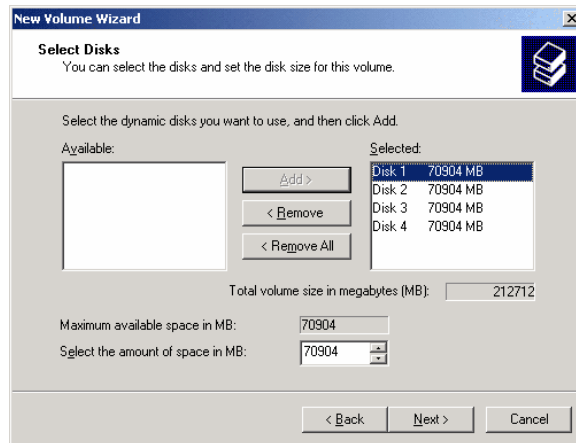 New Volume Wizard
Select Disks
You can select the disks and set the disk size for this volume.
Select the dynamic disks you want to use, and then click Add.
Available:
Selected:
Add >
< Remove
< Remove All
Disk 1 70904 MB
Disk 2 70904 MB
Disk 3 70904 MB
Disk 4 70904 MB
Total volume size in megabytes (MB): 212712
Maximum available space in MB: 70904
Select the amount of space in MB: 70904
< Back Next > Cancel